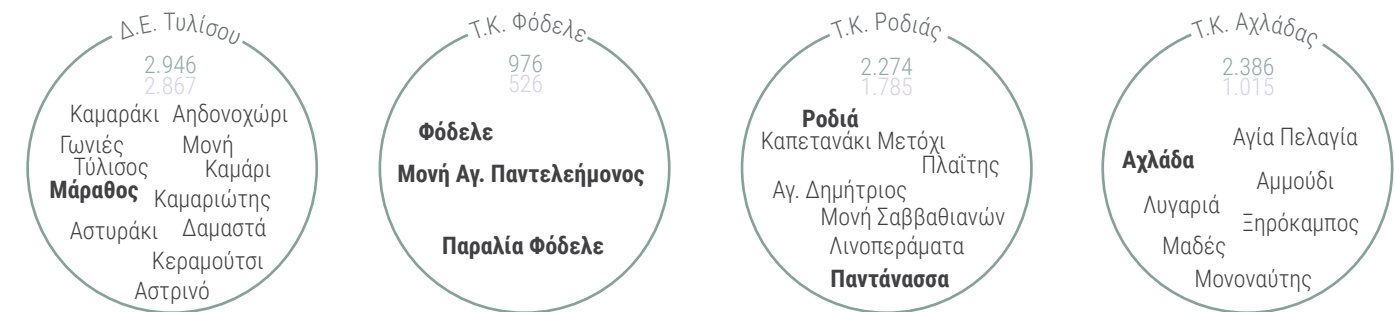 Δ.Ε. Τυλίσου
2.946
2.867
Καμαράκι Αηδονοχώρι
Γωνιές Μονή
Τύλισος Καμάρι
Μάραθος Καμαριώτης
Αστυράκι Δαμαστά
Κεραμούτσι
Αστρινό
Τ.Κ. Φόδελε
976
526
Φόδελε
Μονή Αγ. Παντελεήμονος
Παραλία Φόδελε
Τ.Κ. Ροδιάς
2.274
1.785
Ροδιά
Καπετανάκι Μετόχι
Πλαΐτης
Αγ. Δημήτριος
Μονή Σαββαθιανών
Λινοπεράματα
Παντάνασσα
Τ.Κ. Αχλάδας
2.386
1.015
Αγία Πελαγία
Αχλάδα
Αμμούδι
Λυγαριά
Ξηρόκαμπος
Μαδές
Μονοναύτης